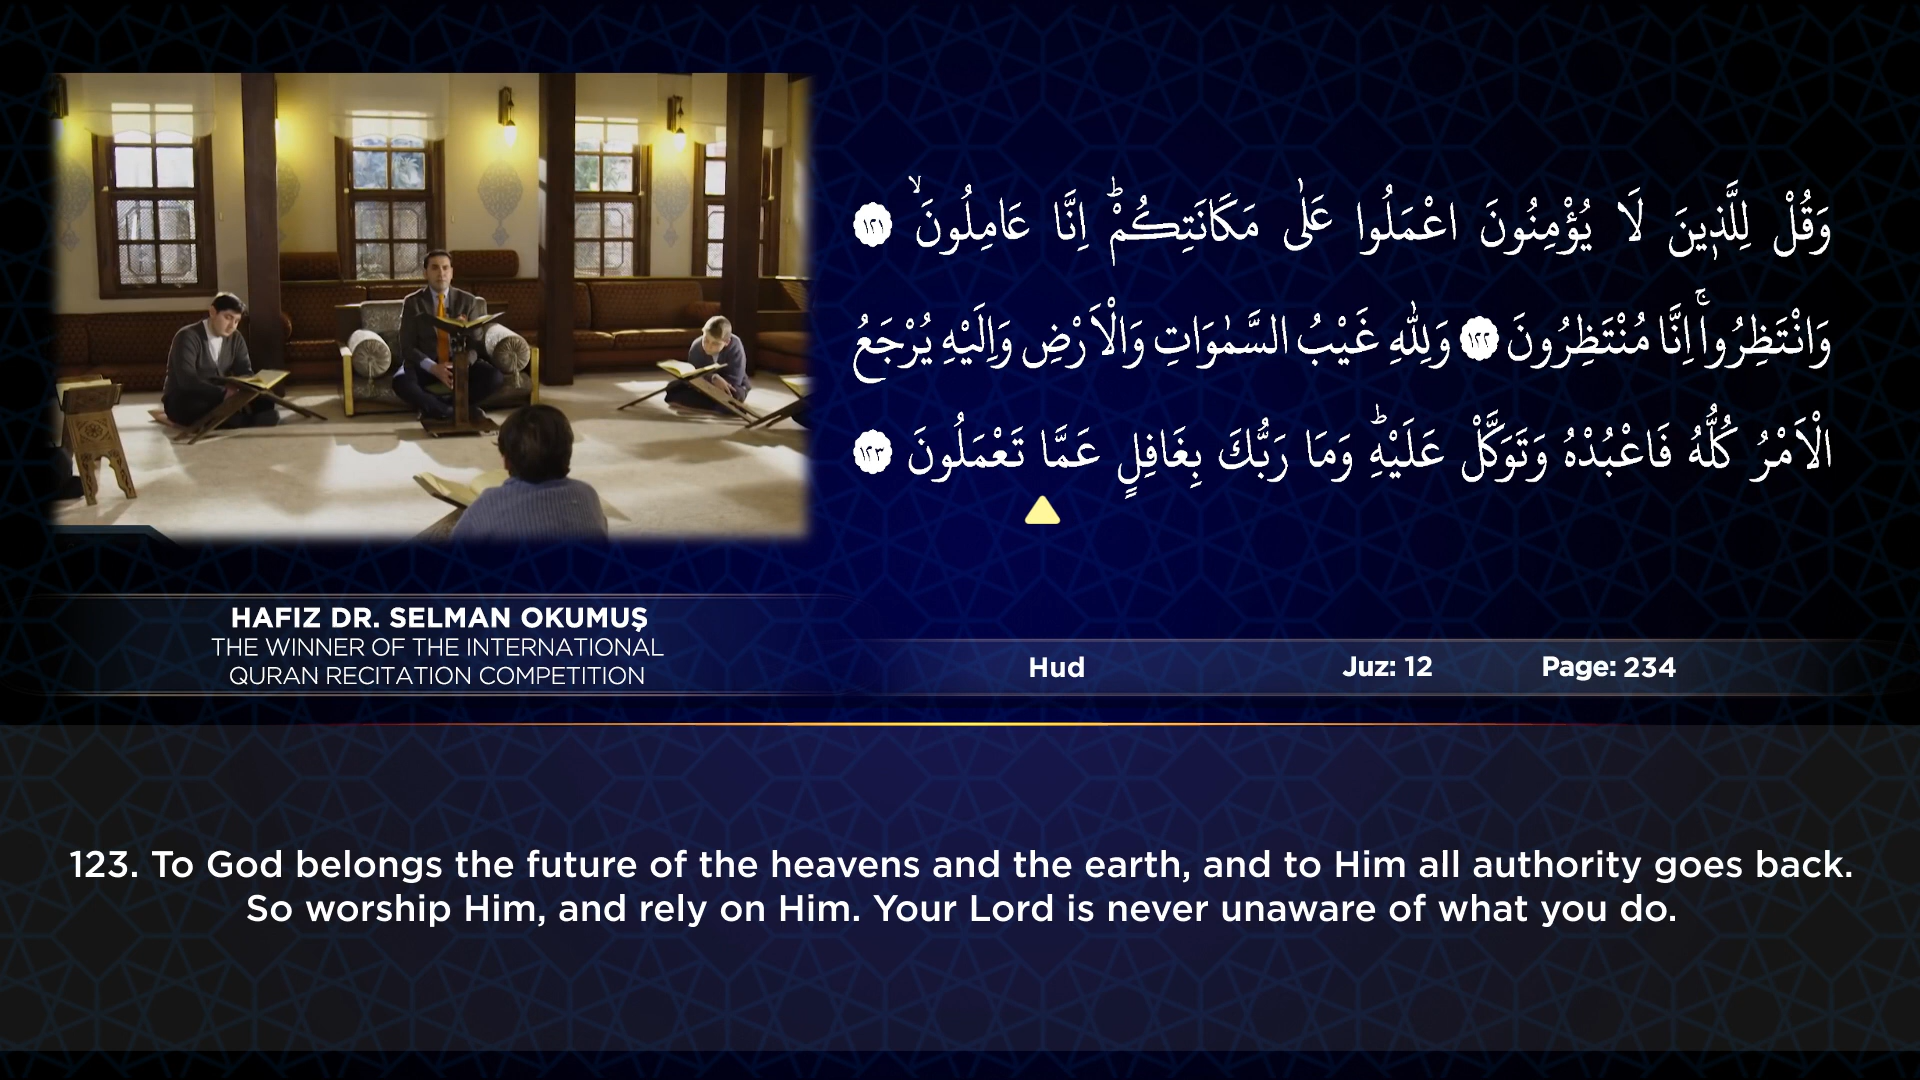 وَقُلْ لِلَّذٖينَ لَا يُؤْمِنُونَ اعْمَلُوا عَلٰى مَكَانَتِكُمْؕ اِنَّا عَامِلُونَۙ ﴿١٢١﴾
وَانْتَظِرُواۚ اِنَّا مُنْتَظِرُونَ ﴿١٢٢﴾ وَلِلّٰهِ غَيْبُ السَّمٰوَاتِ وَالْاَرْضِ وَاِلَيْهِ يُرْجَعُ
الْاَمْرُ كُلُّهُ فَاعْبُدْهُ وَتَوَكَّلْ عَلَيْهِؕ وَمَا رَبُّكَ بِغَافِلٍ عَمَّا تَعْمَلُونَ ﴿١٢٣﴾
HAFIZ DR. SELMAN OKUMUŞ
THE WINNER OF THE INTERNATIONAL
QURAN RECITATION COMPETITION
Hud Juz: 12 Page: 234
123. To God belongs the future of the heavens and the earth, and to Him all authority goes back.
So worship Him, and rely on Him. Your Lord is never unaware of what you do.